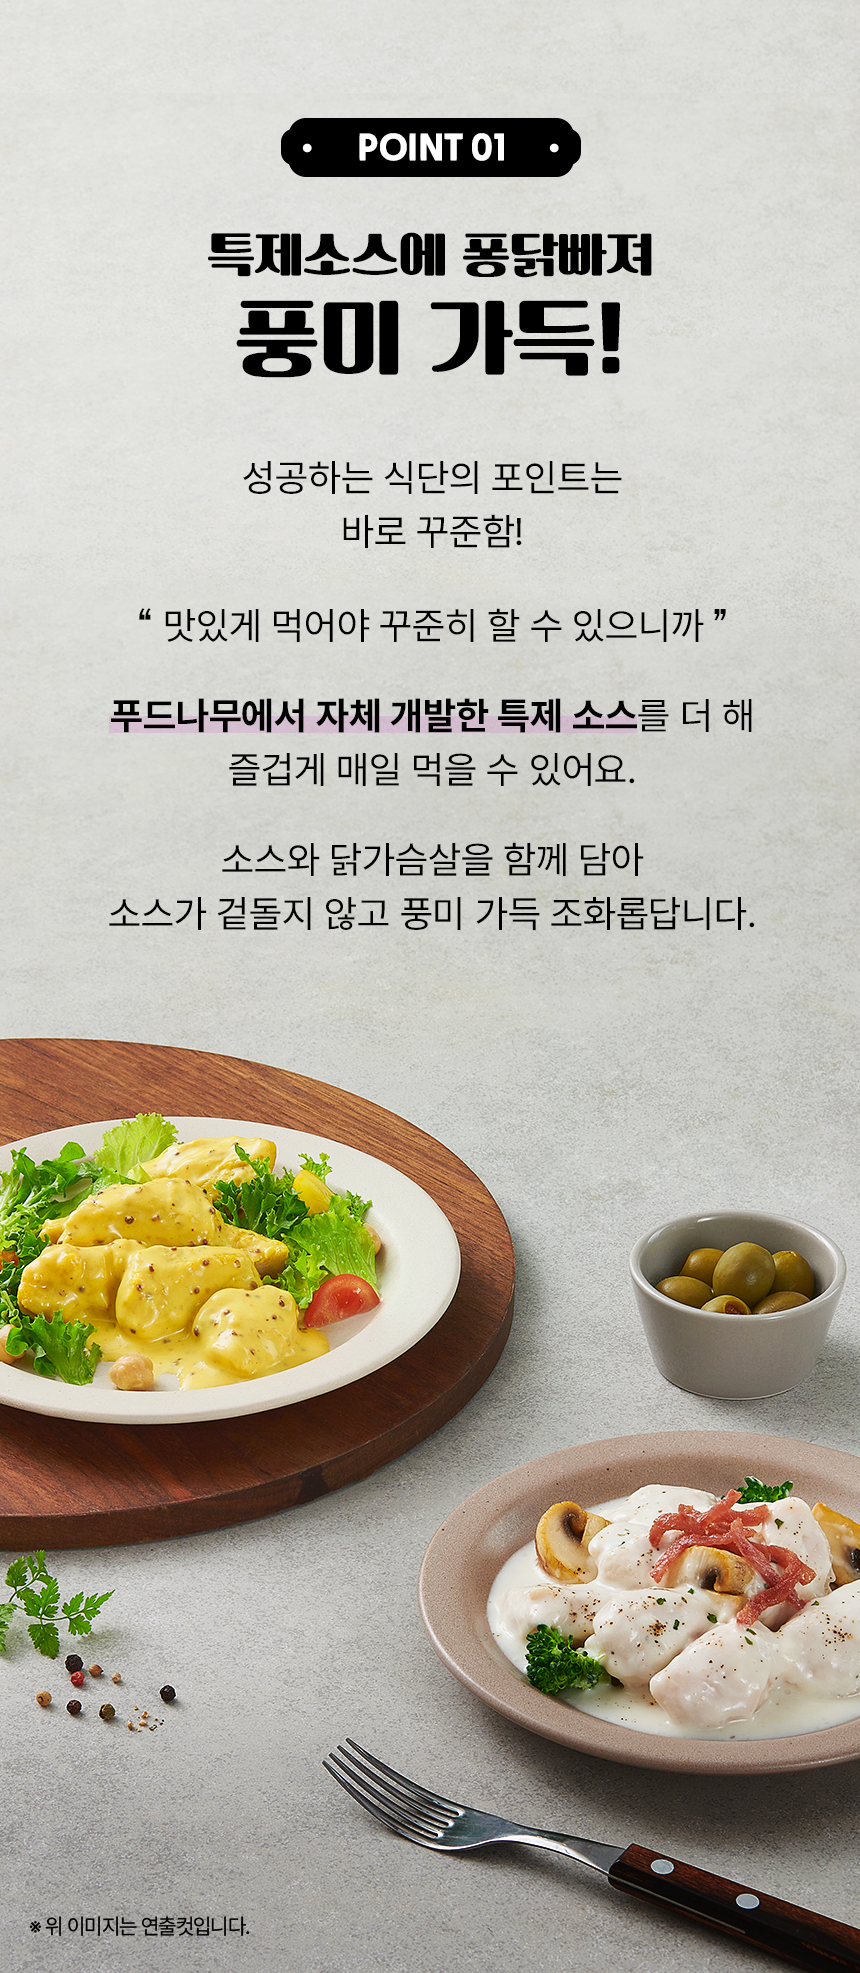 POINT 01
특제소스에 퐁닭빠져
풍미 가득!
성공하는 식단의 포인트는
바로 꾸준함!
“ 맛있게 먹어야 꾸준히 할 수 있으니까 ”
푸드나무에서 자체 개발한 특제 소스를 더 해
즐겁게 매일 먹을 수 있어요.
소스와 닭가슴살을 함께 담아
소스가 겉돌지 않고 풍미 가득 조화롭답니다.
※ 위 이미지는 연출컷입니다.